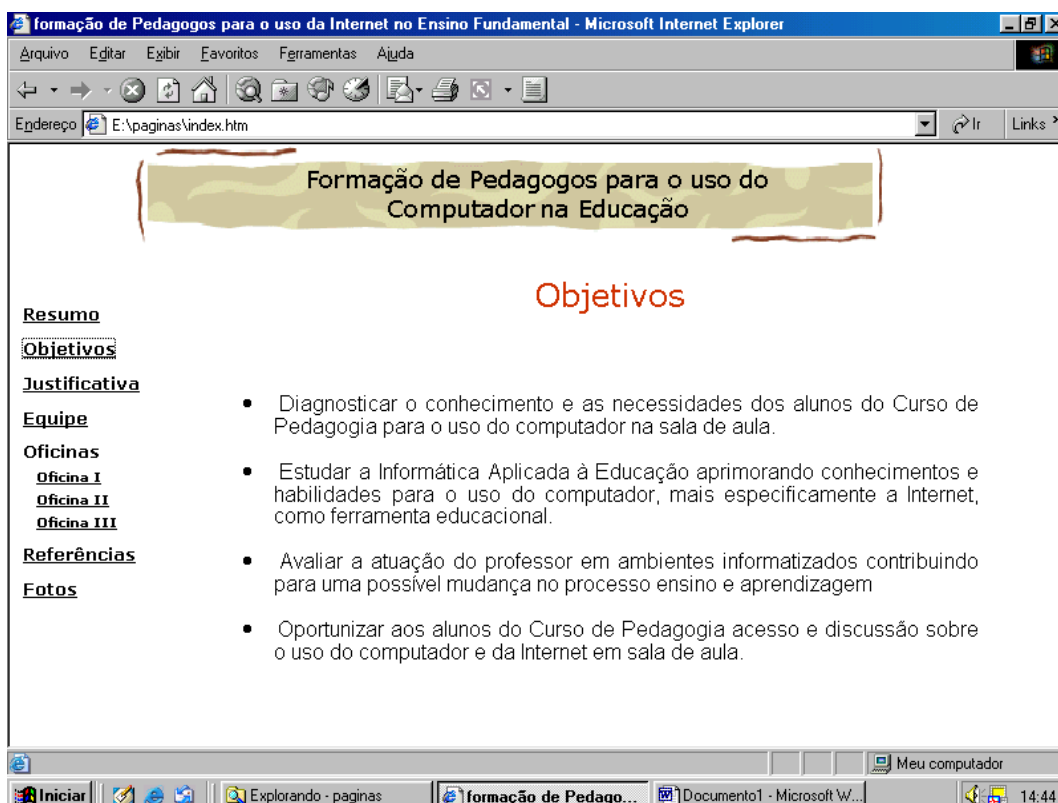 formação de Pedagogos para o uso da Internet no Ensino Fundamental - Microsoft Internet Explorer
Arquivo Editar Exibir Favoritos Ferramentas Ajuda
Endereço E:\paginas\index.htm Ir Links
Formação de Pedagogos para o uso do
Computador na Educação
Objetivos
Resumo
Objetivos
Justificativa
Equipe
Oficinas
Oficina I
Oficina II
Oficina III
Referências
Fotos
• Diagnosticar o conhecimento e as necessidades dos alunos do Curso de
Pedagogia para o uso do computador na sala de aula.
• Estudar a Informática Aplicada à Educação aprimorando conhecimentos e
habilidades para o uso do computador, mais especificamente a Internet,
como ferramenta educacional.
• Avaliar a atuação do professor em ambientes informatizados contribuindo
para uma possível mudança no processo ensino e aprendizagem
• Oportunizar aos alunos do Curso de Pedagogia acesso e discussão sobre
o uso do computador e da Internet em sala de aula.
Meu computador
Iniciar Explorando - paginas formação de Pedago... Documento1 - Microsoft W... 14:44